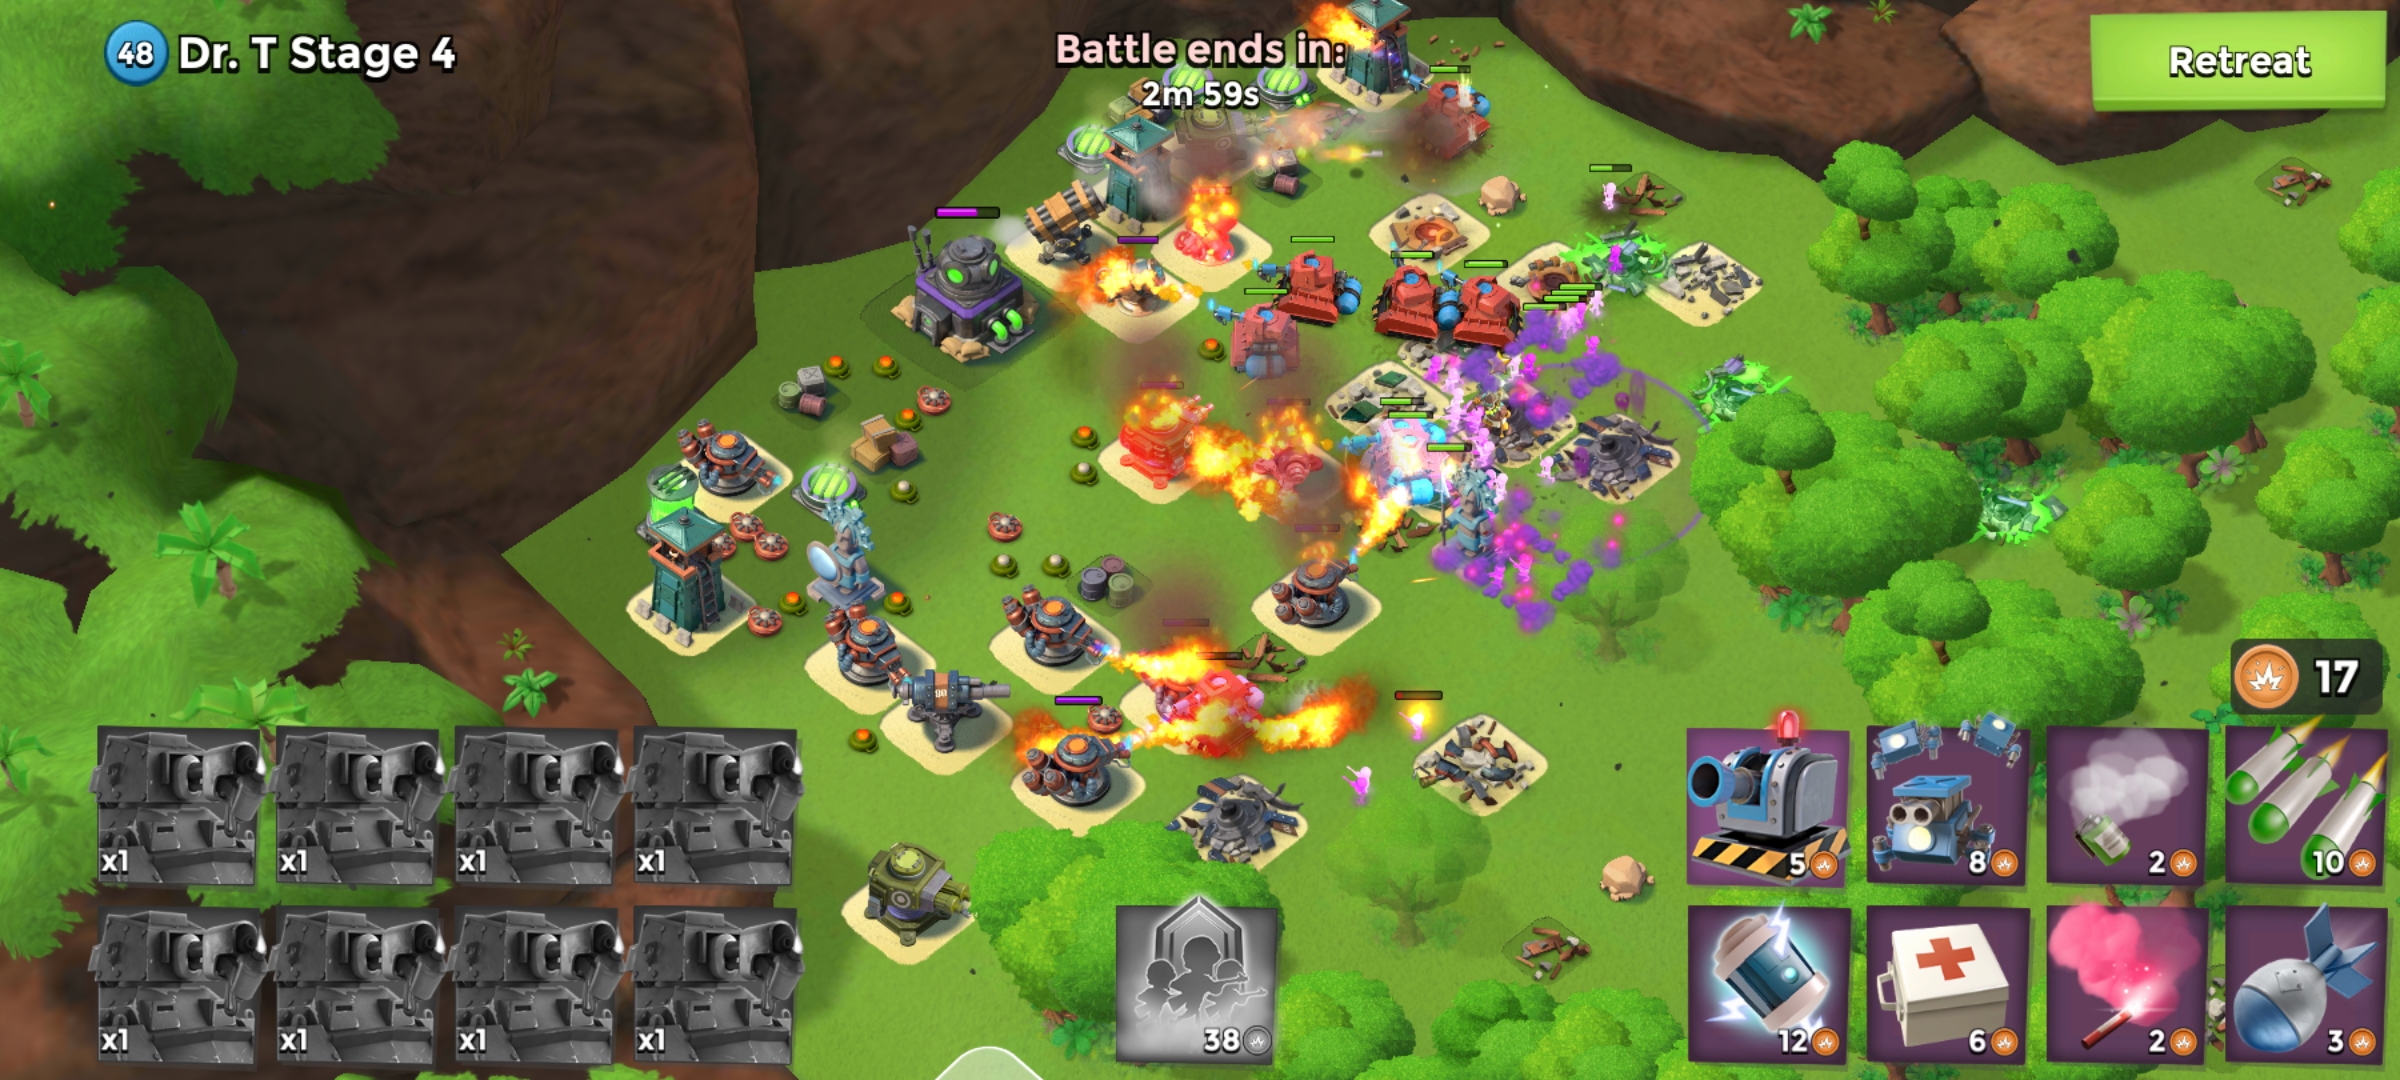 48 Dr. T Stage 4
Battle ends in:
2m 59s
Retreat
17
x1 x1 x1 x1
5 8 2 10
x1 x1 x1 x1
38
12 6 2 3